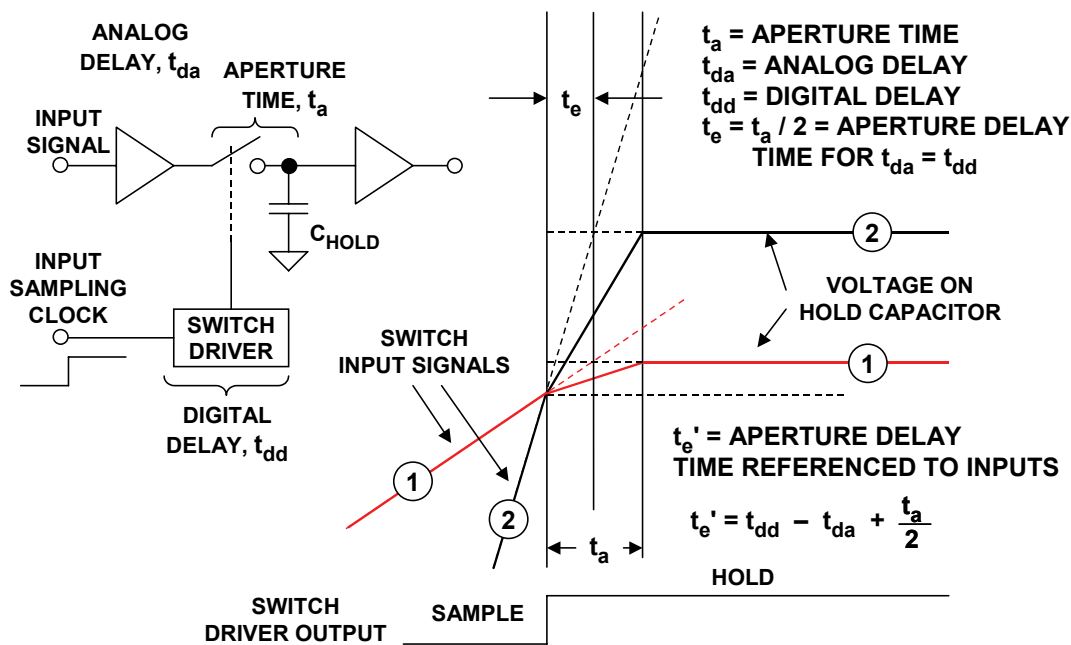 ANALOG
DELAY, tda
APERTURE
TIME, ta
INPUT
SIGNAL
CHOLD
INPUT
SAMPLING
CLOCK
SWITCH
DRIVER
DIGITAL
DELAY, tdd
te
ta = APERTURE TIME
tda = ANALOG DELAY
tdd = DIGITAL DELAY
te = ta / 2 = APERTURE DELAY
TIME FOR tda = tdd
2
VOLTAGE ON
HOLD CAPACITOR
1
SWITCH
INPUT SIGNALS
1
2
te' = APERTURE DELAY
TIME REFERENCED TO INPUTS
te' = tdd – tda + ta/2
ta
HOLD
SAMPLE
SWITCH
DRIVER OUTPUT